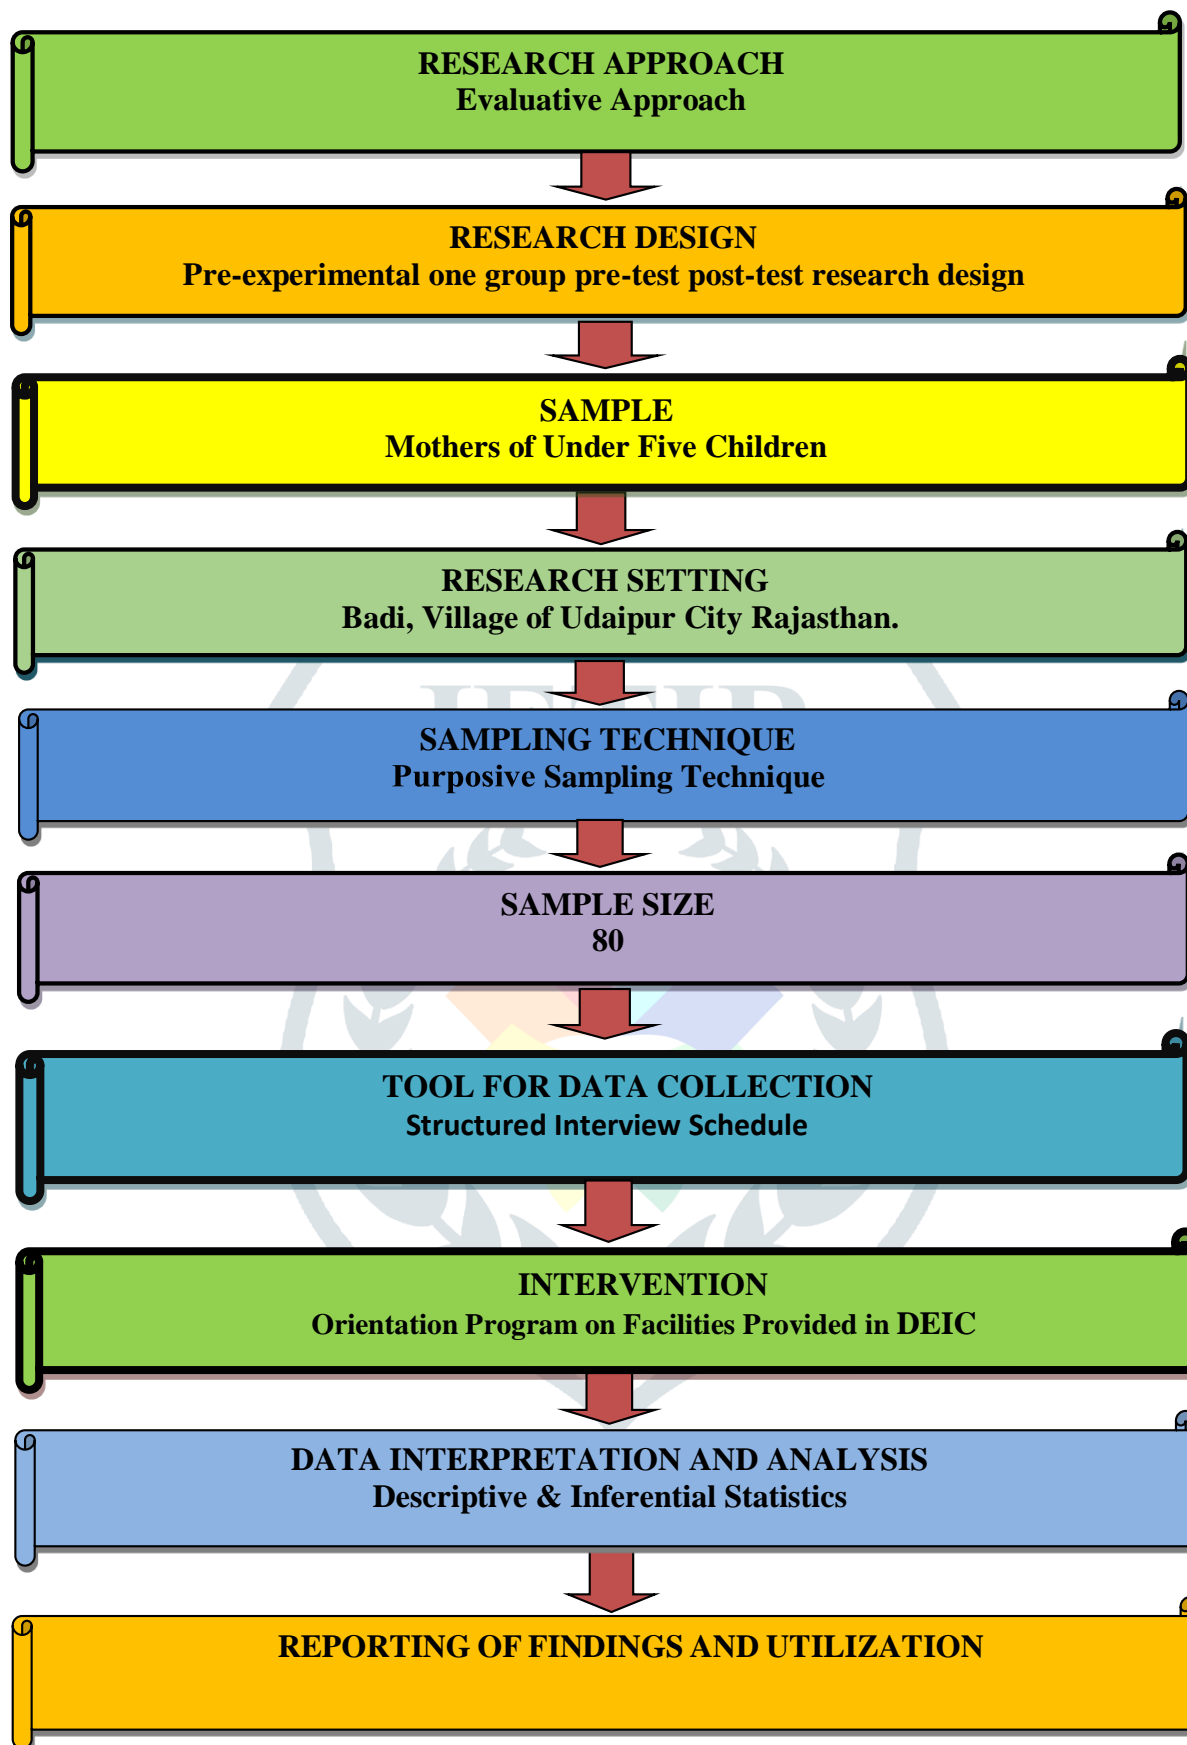 RESEARCH APPROACH
Evaluative Approach
RESEARCH DESIGN
Pre-experimental one group pre-test post-test research design
SAMPLE
Mothers of Under Five Children
RESEARCH SETTING
Badi, Village of Udaipur City Rajasthan.
SAMPLING TECHNIQUE
Purposive Sampling Technique
SAMPLE SIZE
80
TOOL FOR DATA COLLECTION
Structured Interview Schedule
INTERVENTION
Orientation Program on Facilities Provided in DEIC
DATA INTERPRETATION AND ANALYSIS
Descriptive & Inferential Statistics
REPORTING OF FINDINGS AND UTILIZATION